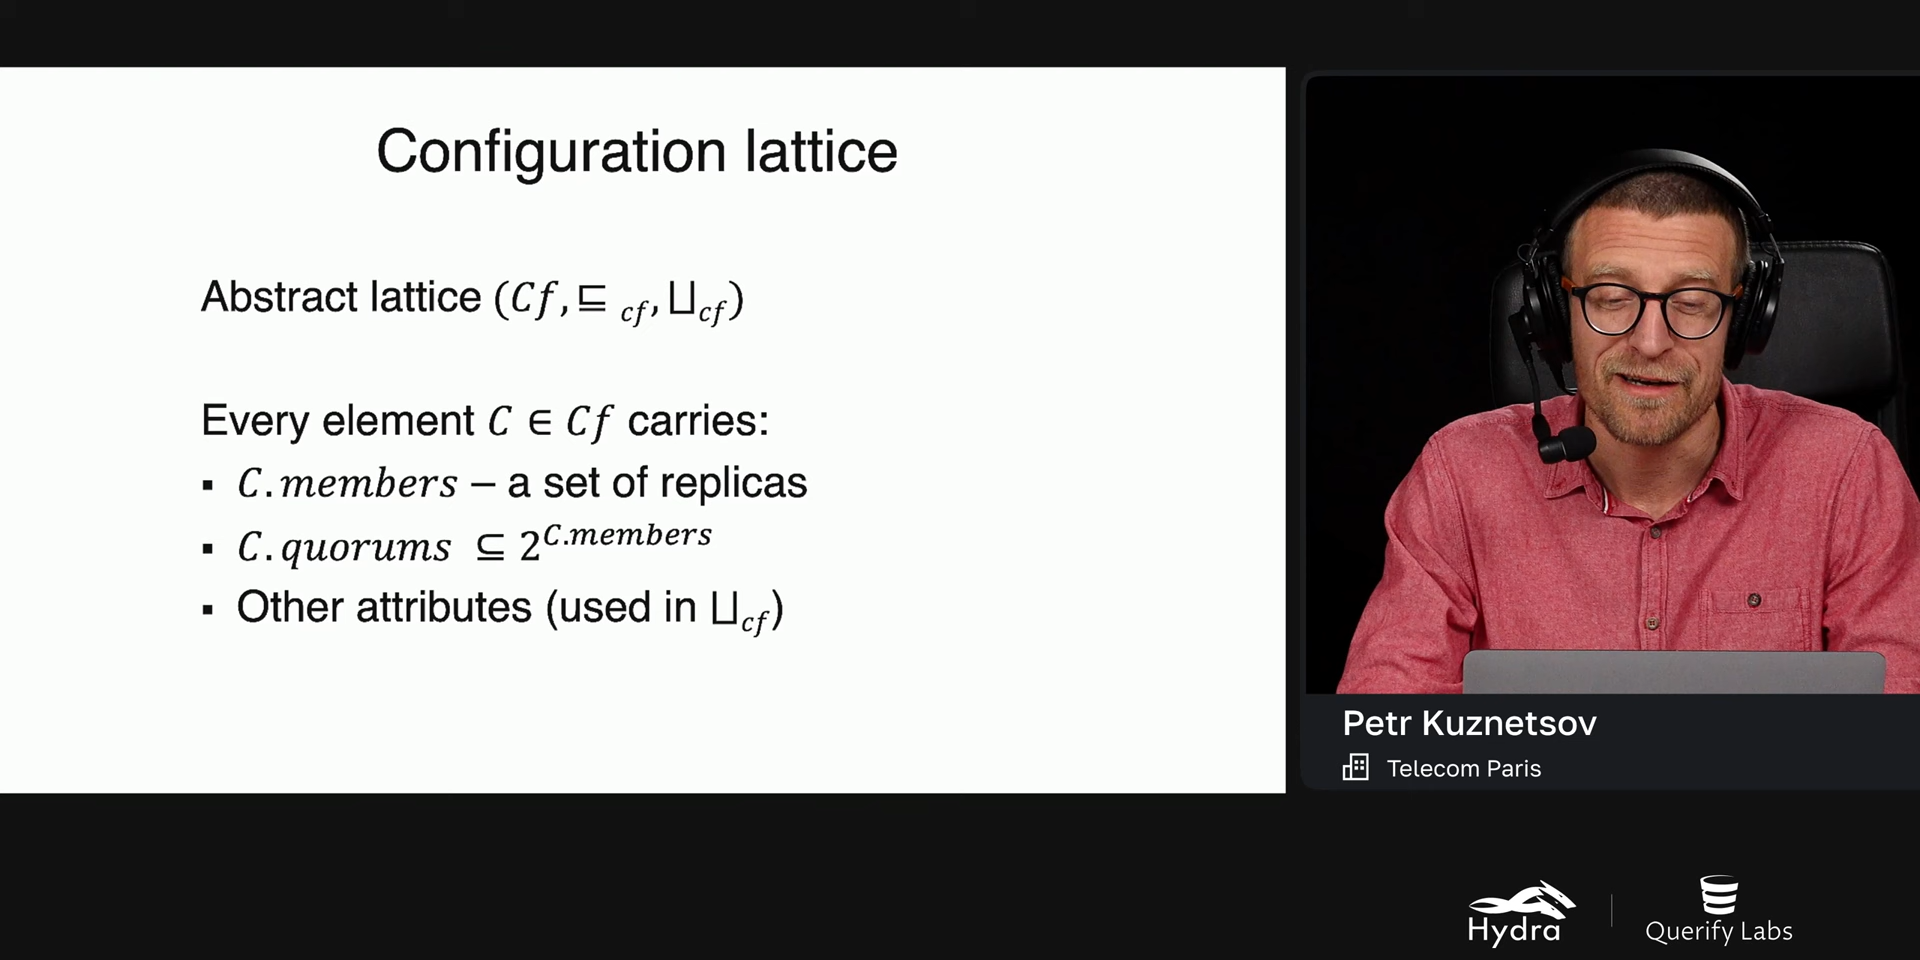 Configuration lattice
Abstract lattice (Cf, ⊑ cf, ⊔cf)
Every element C ∈ Cf carries:
▪ C.members – a set of replicas
▪ C.quorums ⊆ 2^C.members
▪ Other attributes (used in ⊔cf)
Petr Kuznetsov
Telecom Paris
Hydra
Querify Labs